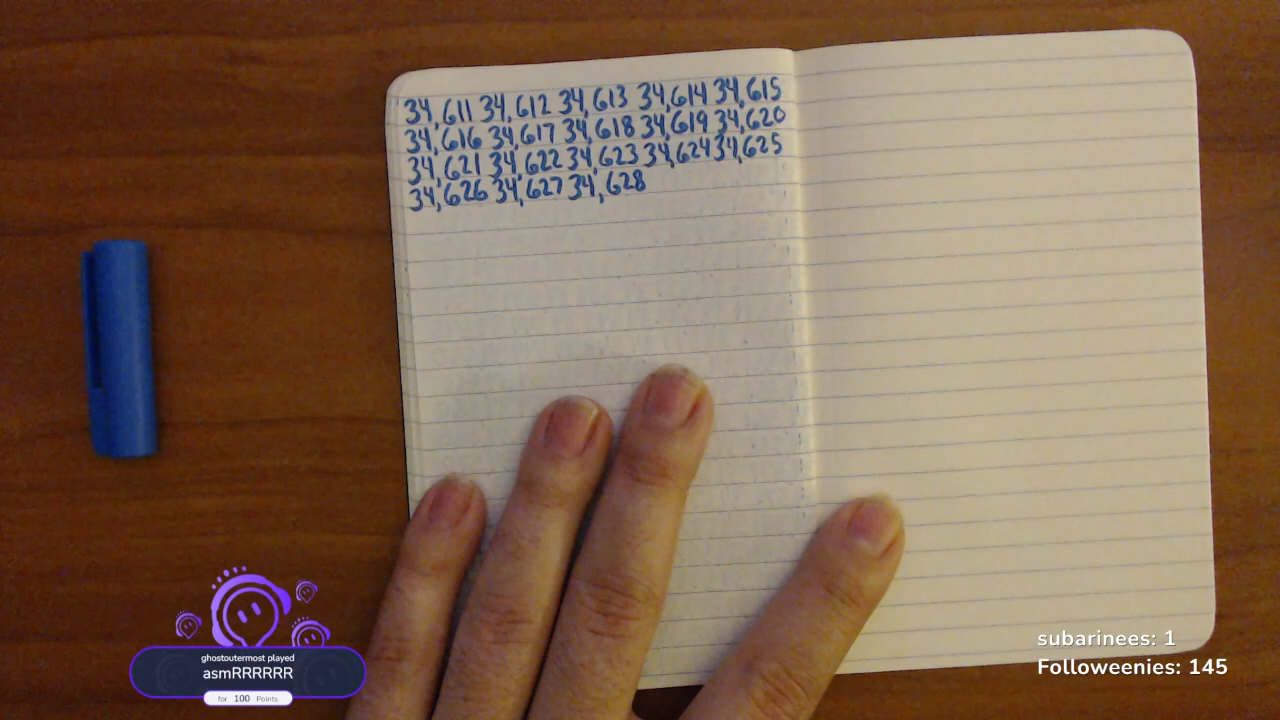 34,611 34,612 34,613 34,614 34,615
34,616 34,617 34,618 34,619 34,620
34,621 34,622 34,623 34,624 34,625
34,626 34,627 34,628
ghostoutermost played
asmRRRRRR
for 100 Points
subarinees: 1
Followeenies: 145